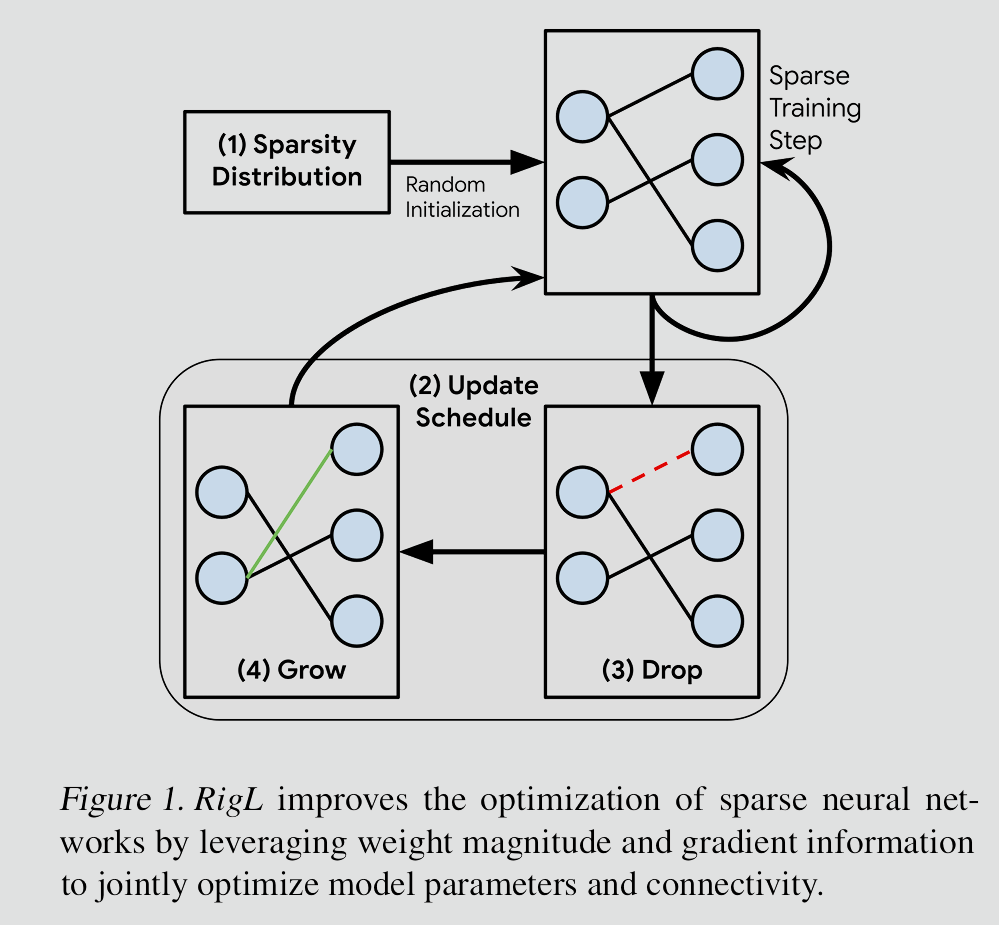 (1) Sparsity
Distribution
Random
Initialization
Sparse
Training
Step
(2) Update
Schedule
(4) Grow
(3) Drop
Figure 1. RigL improves the optimization of sparse neural net-
works by leveraging weight magnitude and gradient information
to jointly optimize model parameters and connectivity.